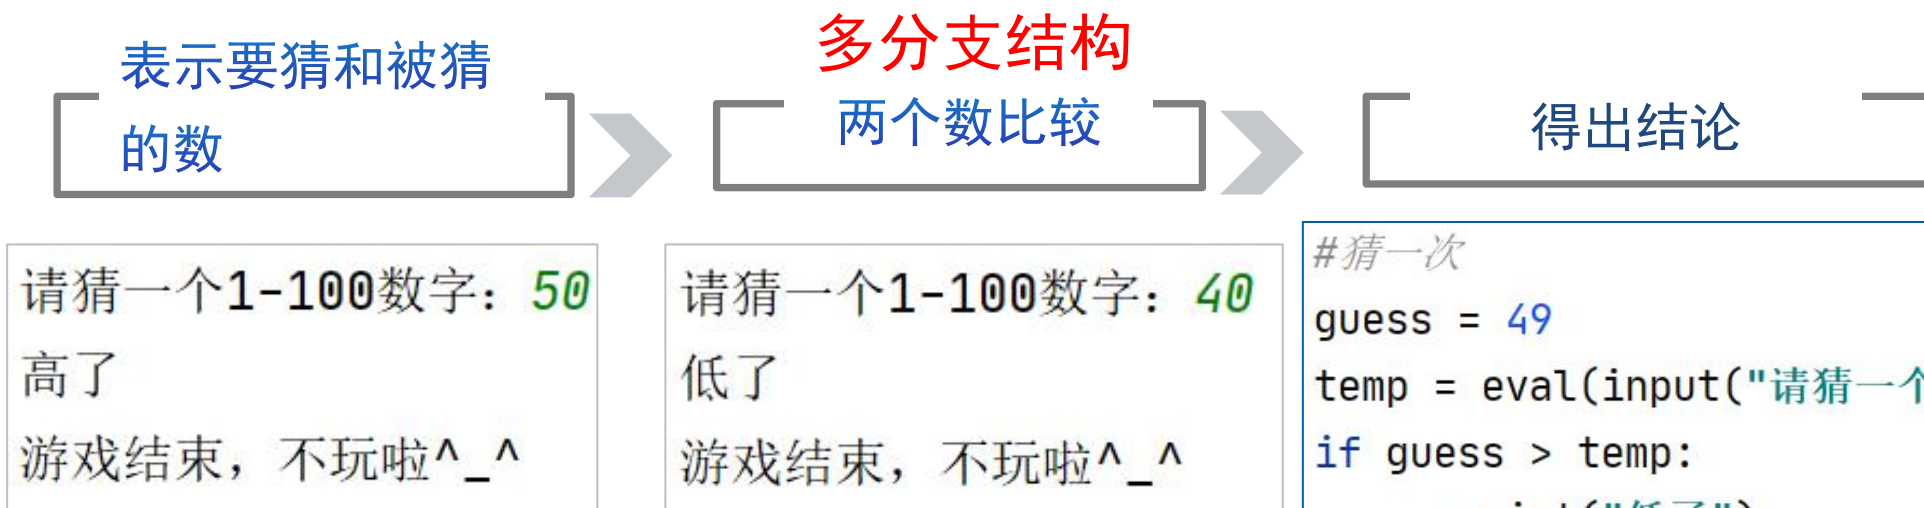 多分支结构
表示要猜和被猜
的数
两个数比较
得出结论
请猜一个1-100数字：50
高了
游戏结束，不玩啦^_^
请猜一个1-100数字：40
低了
游戏结束，不玩啦^_^
#猜一次
guess = 49
temp = eval(input("请猜一个
if guess > temp: